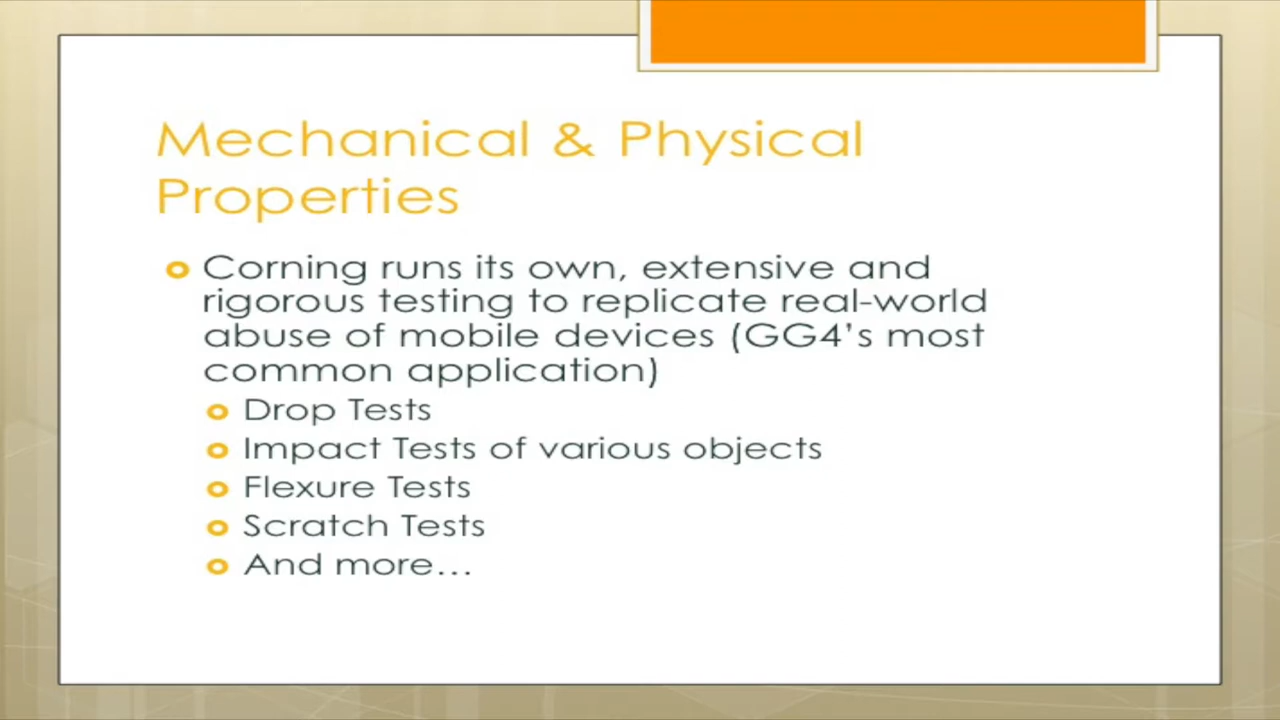 Mechanical & Physical
Properties
Corning runs its own, extensive and
rigorous testing to replicate real-world
abuse of mobile devices (GG4's most
common application)
Drop Tests
Impact Tests of various objects
Flexure Tests
Scratch Tests
And more...